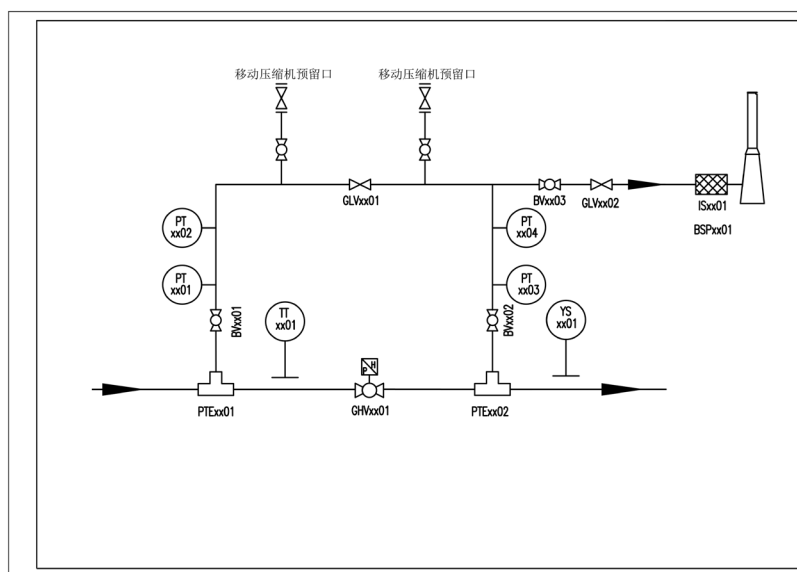 移动压缩机预留口 移动压缩机预留口
GLVxx01
BVxx03
GLVxx02
ISxx01
BSPxx01
PT
xx02
PT
xx04
PT
xx01
PT
xx03
BVxx01
TT
xx01
BVxx02
YS
xx01
P H
PTExx01
GHVxx01
PTExx02